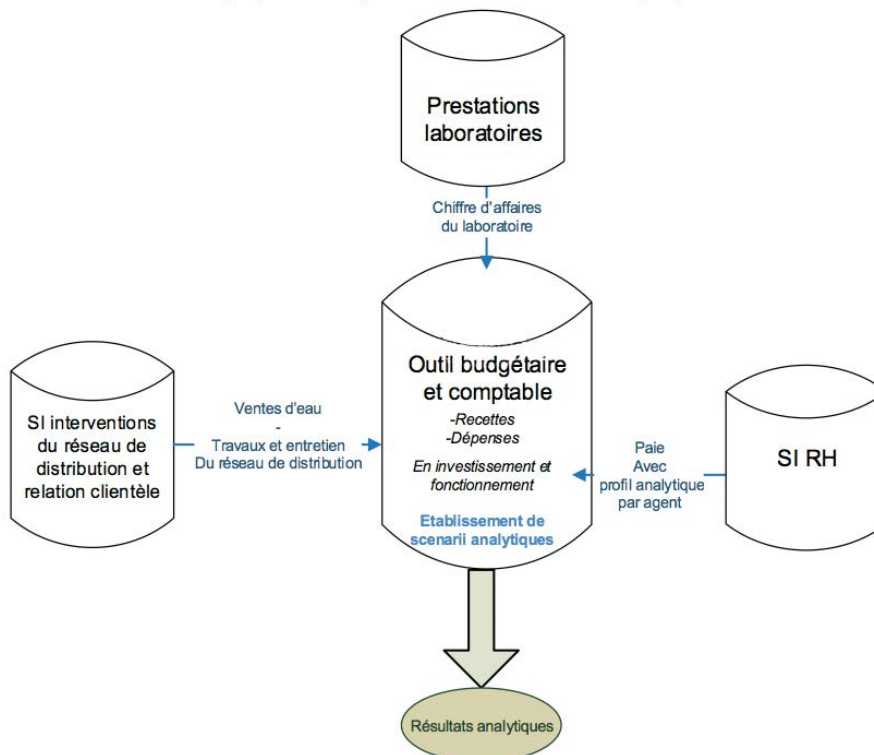 Prestations
laboratoires
Chiffre d'affaires
du laboratoire
Outil budgétaire
et comptable
-Recettes
-Dépenses
En investissement et
fonctionnement
Etablissement de
scenarii analytiques
SI interventions
du réseau de
distribution et
relation clientèle
Ventes d'eau
-
Travaux et entretien
Du réseau de distribution
Paie
Avec
profil analytique
par agent
SI RH
Résultats analytiques